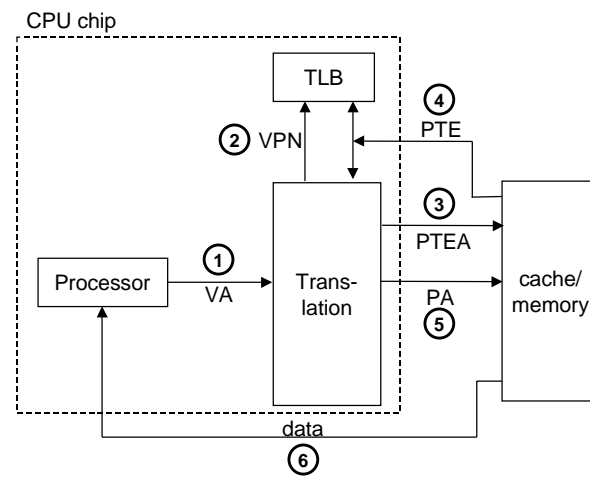 CPU chip
TLB
4
2 VPN
PTE
3
PTEA
1
Processor
VA
Trans-
lation
PA
5
cache/
memory
data
6